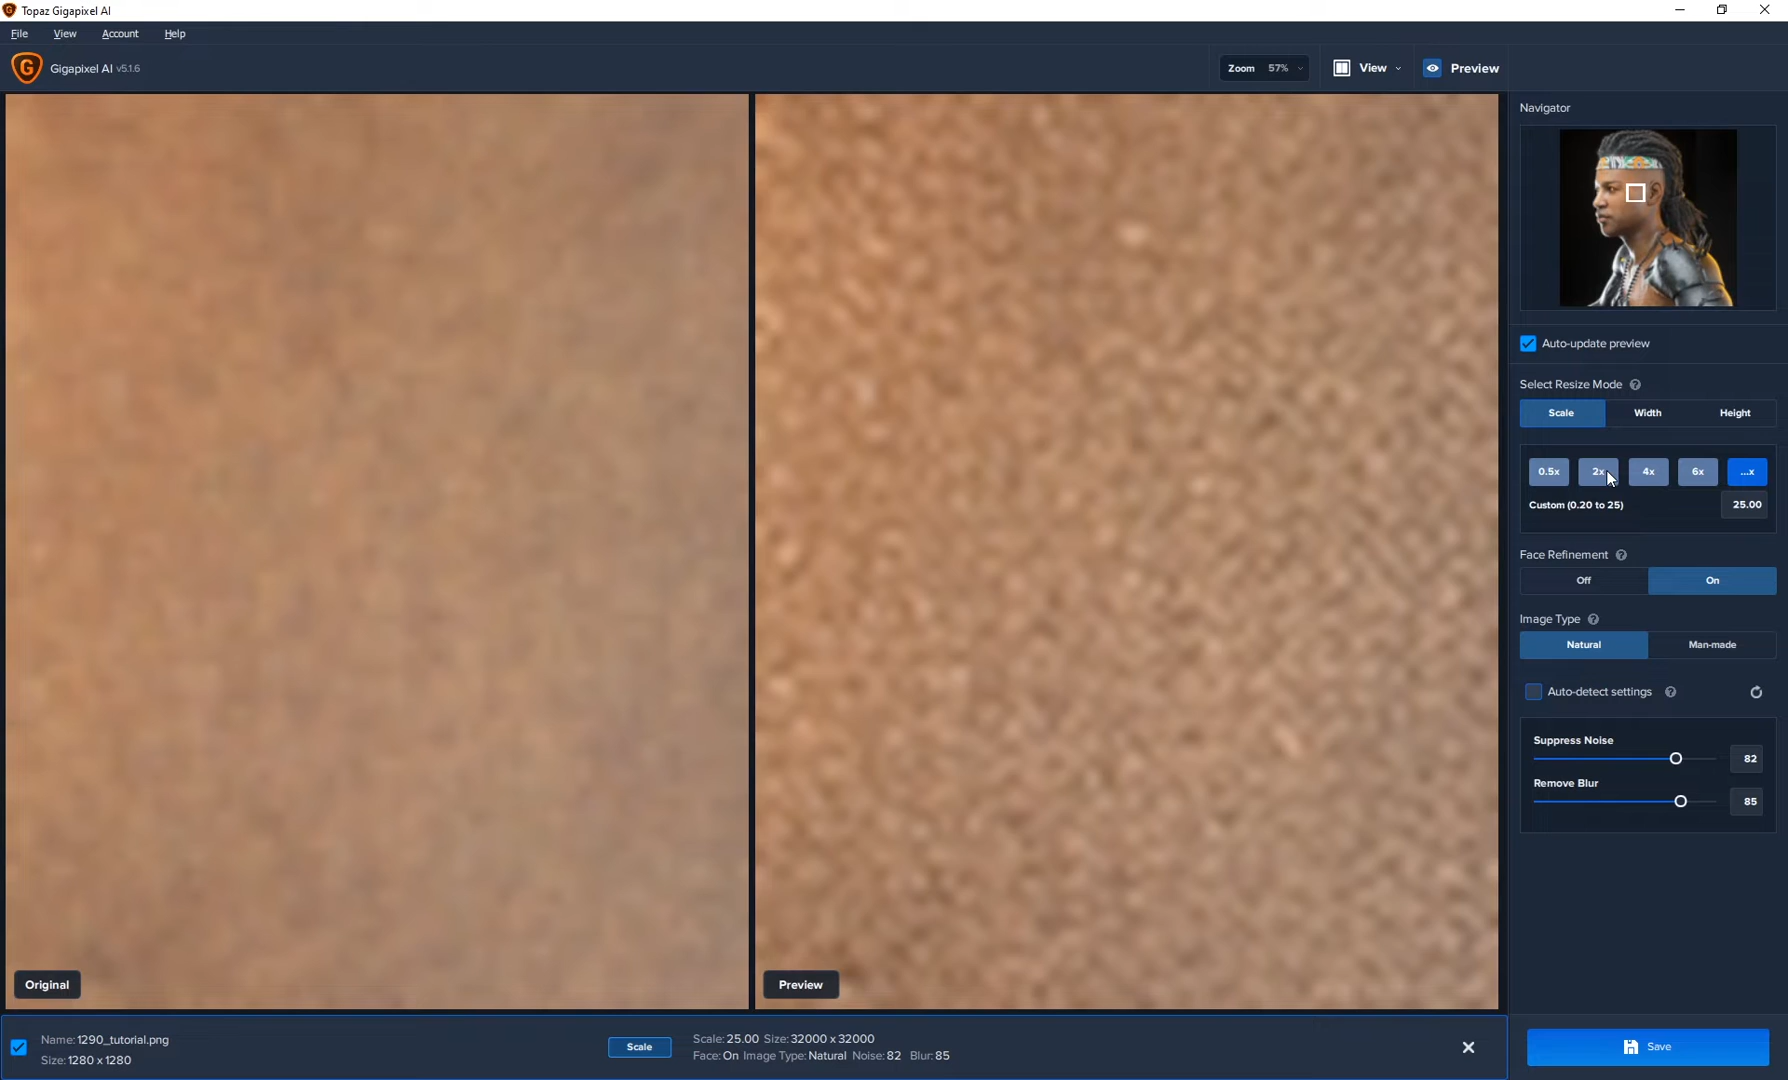 Topaz Gigapixel AI
File View Account Help
Gigapixel AI v5.1.6
Zoom 57% View Preview
Navigator
Auto-update preview
Select Resize Mode ?
Scale Width Height
0.5x 2x 4x 6x ...x
Custom (0.20 to 25) 25.00
Face Refinement ?
Off On
Image Type ?
Natural Man-made
Auto-detect settings ?
Suppress Noise
82
Remove Blur
85
Original
Preview
Name: 1290_tutorial.png
Size: 1280 x 1280
Scale
Scale: 25.00 Size: 32000 x 32000
Face: On Image Type: Natural Noise: 82 Blur: 85
Save